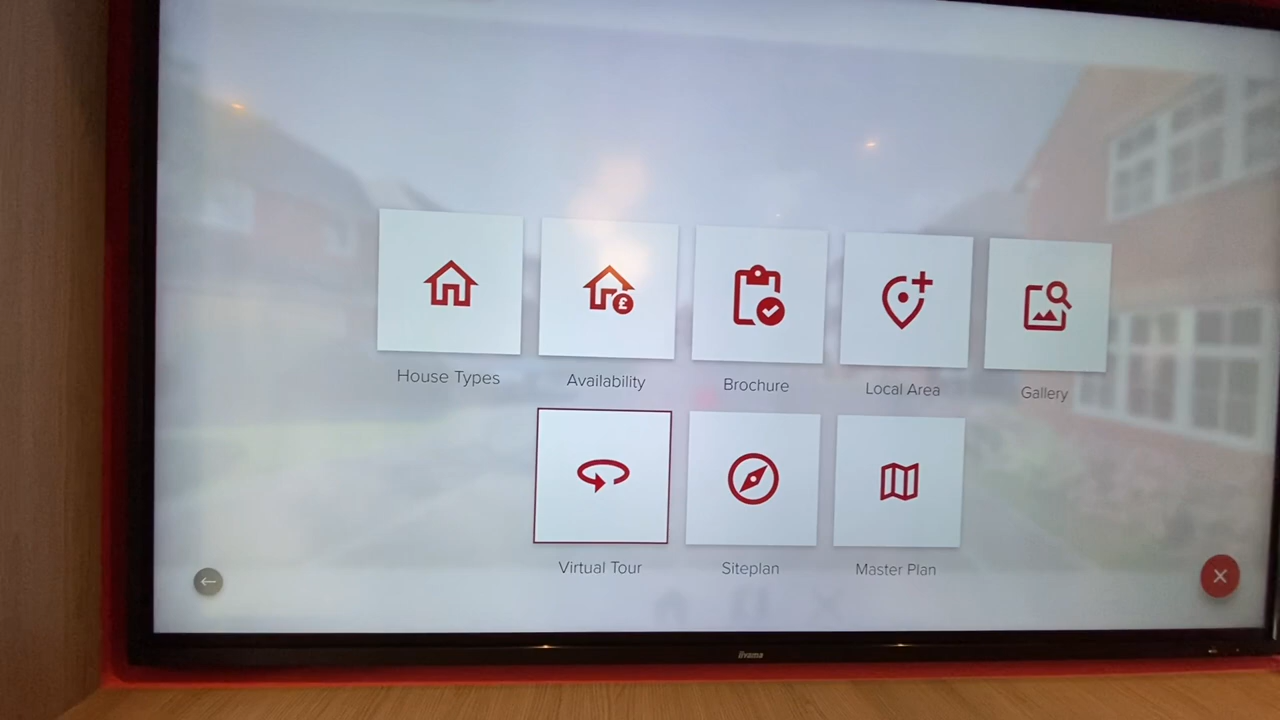 £
House Types
Availability
Brochure
Local Area
Gallery
Virtual Tour
Siteplan
Master Plan
iiyama